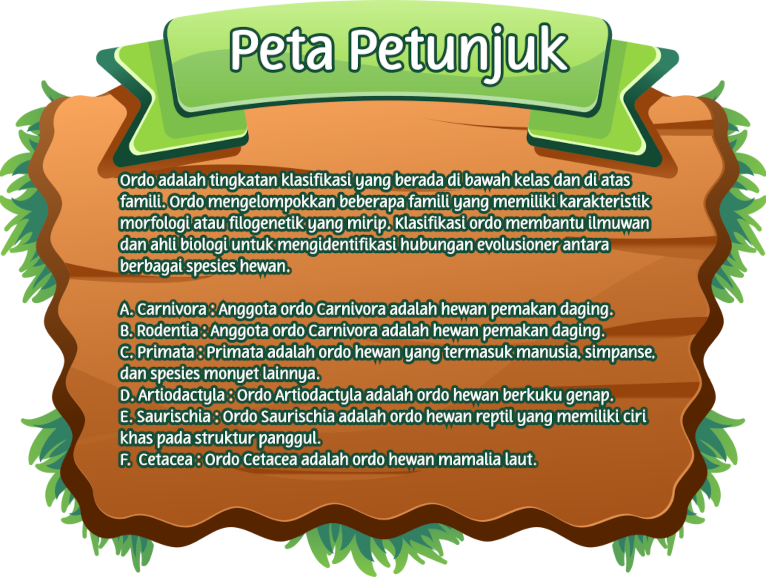 Peta Petunjuk
Ordo adalah tingkatan klasifikasi yang berada di bawah kelas dan di atas
famili. Ordo mengelompokkan beberapa famili yang memiliki karakteristik
morfologi atau filogenetik yang mirip. Klasifikasi ordo membantu ilmuwan
dan ahli biologi untuk mengidentifikasi hubungan evolusioner antara
berbagai spesies hewan.
A. Carnivora : Anggota ordo Carnivora adalah hewan pemakan daging.
B. Rodentia : Anggota ordo Carnivora adalah hewan pemakan daging.
C. Primata : Primata adalah ordo hewan yang termasuk manusia, simpanse,
dan spesies monyet lainnya.
D. Artiodactyla : Ordo Artiodactyla adalah ordo hewan berkuku genap.
E. Saurischia : Ordo Saurischia adalah ordo hewan reptil yang memiliki ciri
khas pada struktur panggul.
F. Cetacea : Ordo Cetacea adalah ordo hewan mamalia laut.